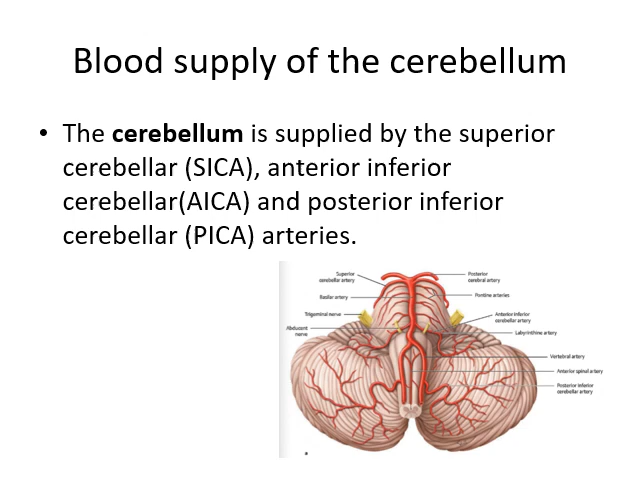 Blood supply of the cerebellum
• The cerebellum is supplied by the superior
cerebellar (SICA), anterior inferior
cerebellar(AICA) and posterior inferior
cerebellar (PICA) arteries.
Superior
cerebellar artery
Basilar artery
Trigeminal nerve
Abducent
nerve
Posterior
cerebral artery
Pontine arteries
Anterior inferior
cerebellar artery
Labyrinthine artery
Vertebral artery
Anterior spinal artery
Posterior inferior
cerebellar artery